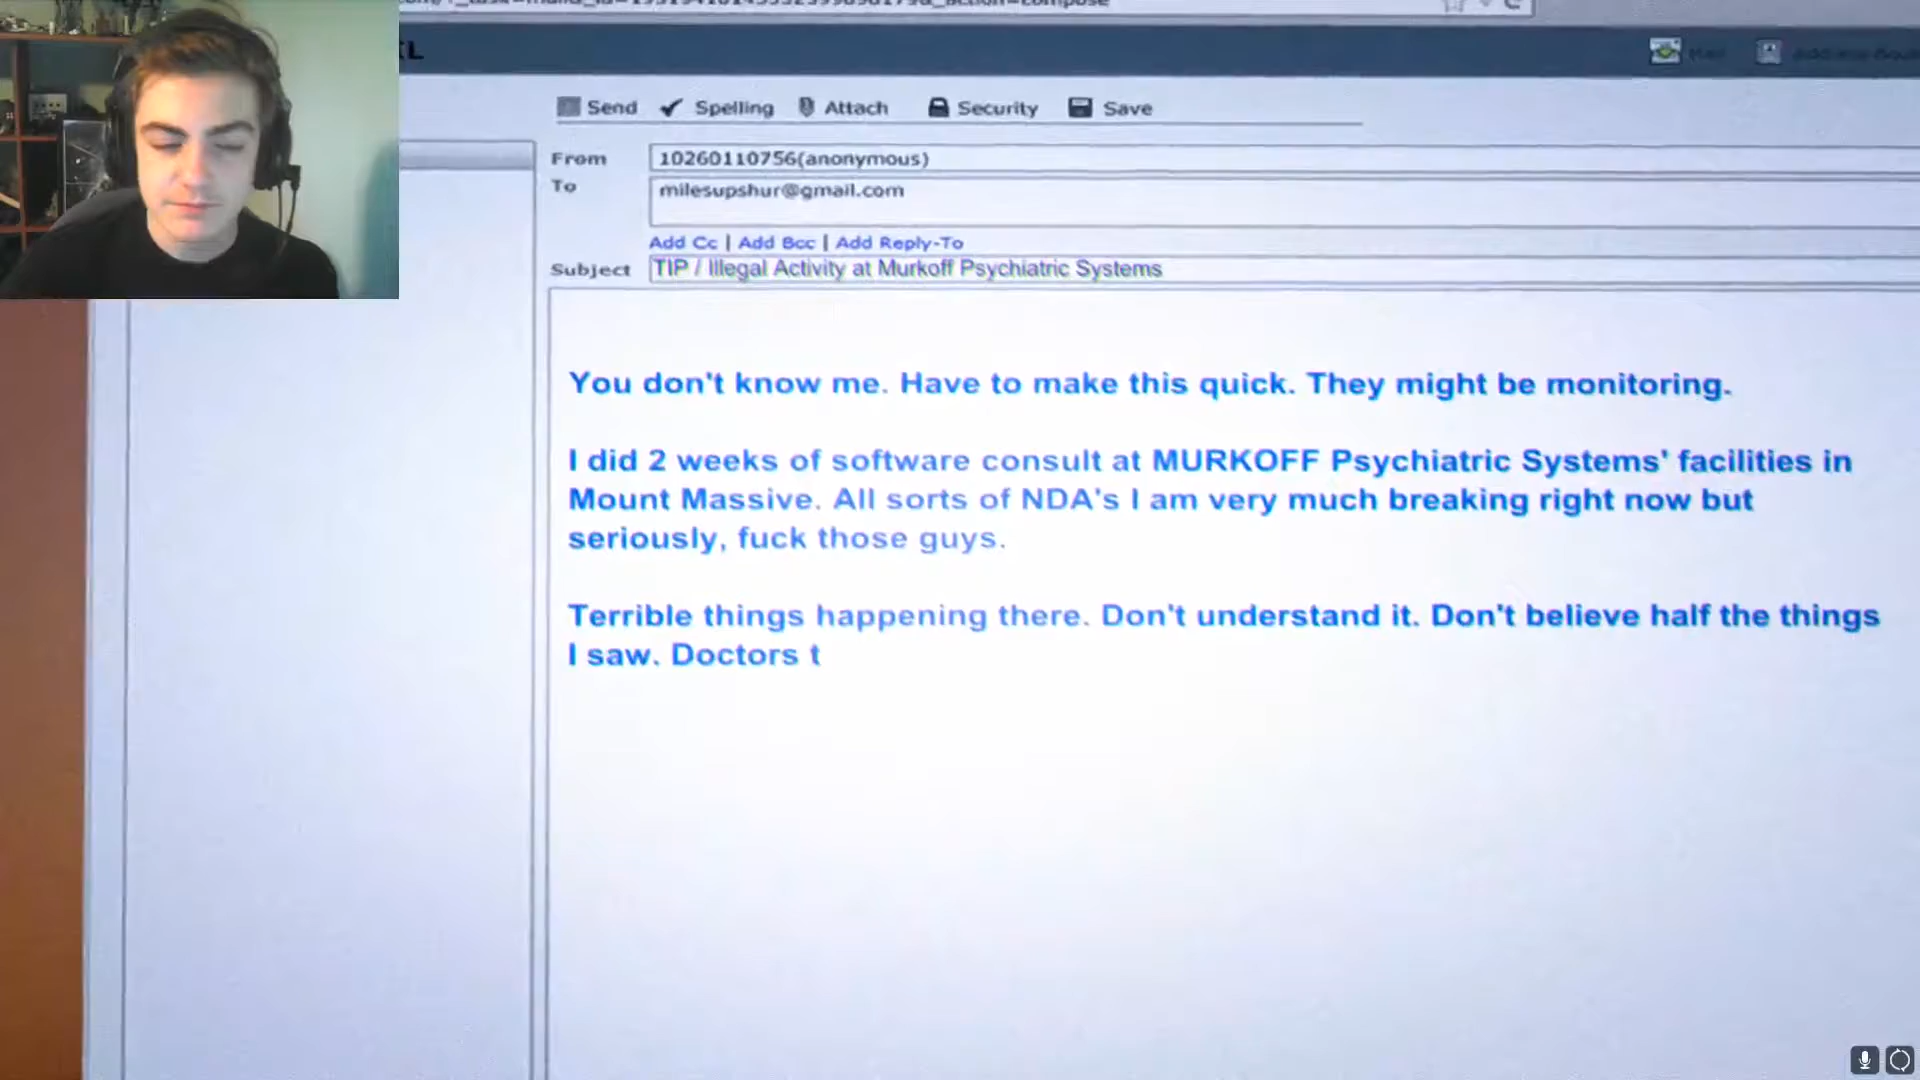 Send Spelling Attach Security Save
From 10260110756(anonymous)
To milesupshur@gmail.com
Add Cc | Add Bcc | Add Reply-To
Subject TIP / Illegal Activity at Murkoff Psychiatric Systems
You don't know me. Have to make this quick. They might be monitoring.
I did 2 weeks of software consult at MURKOFF Psychiatric Systems' facilities in
Mount Massive. All sorts of NDA's I am very much breaking right now but
seriously, fuck those guys.
Terrible things happening there. Don't understand it. Don't believe half the things
I saw. Doctors t